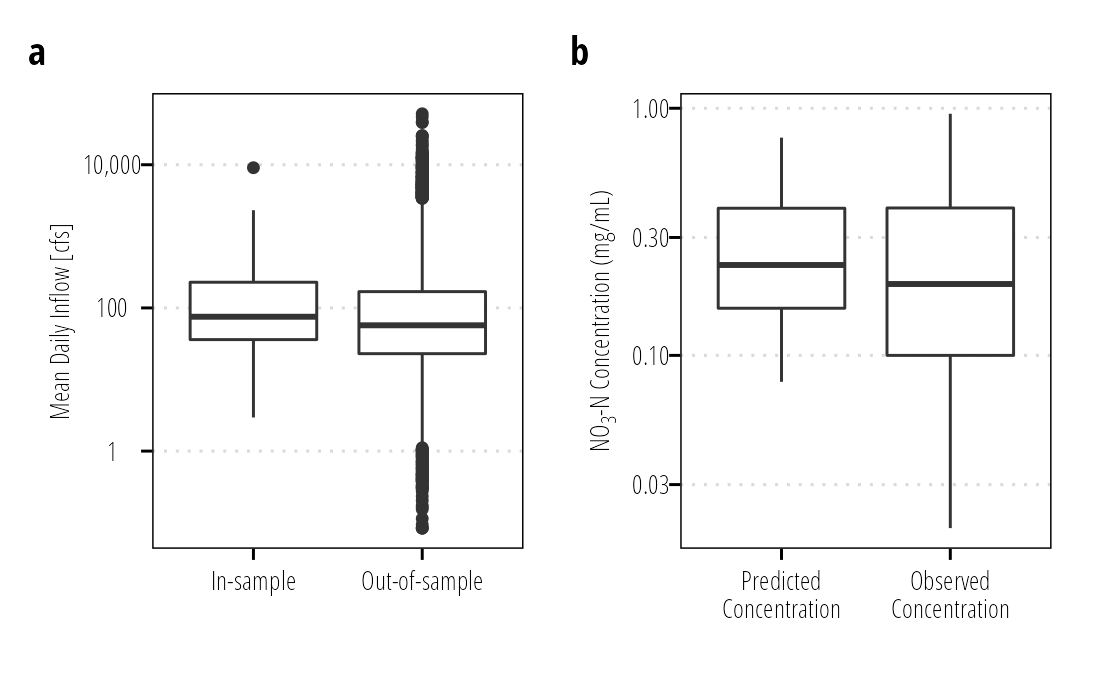 a
Mean Daily Inflow [cfs]
10,000
100
1
In-sample
Out-of-sample
b
NO₃-N Concentration (mg/mL)
1.00
0.30
0.10
0.03
Predicted
Concentration
Observed
Concentration